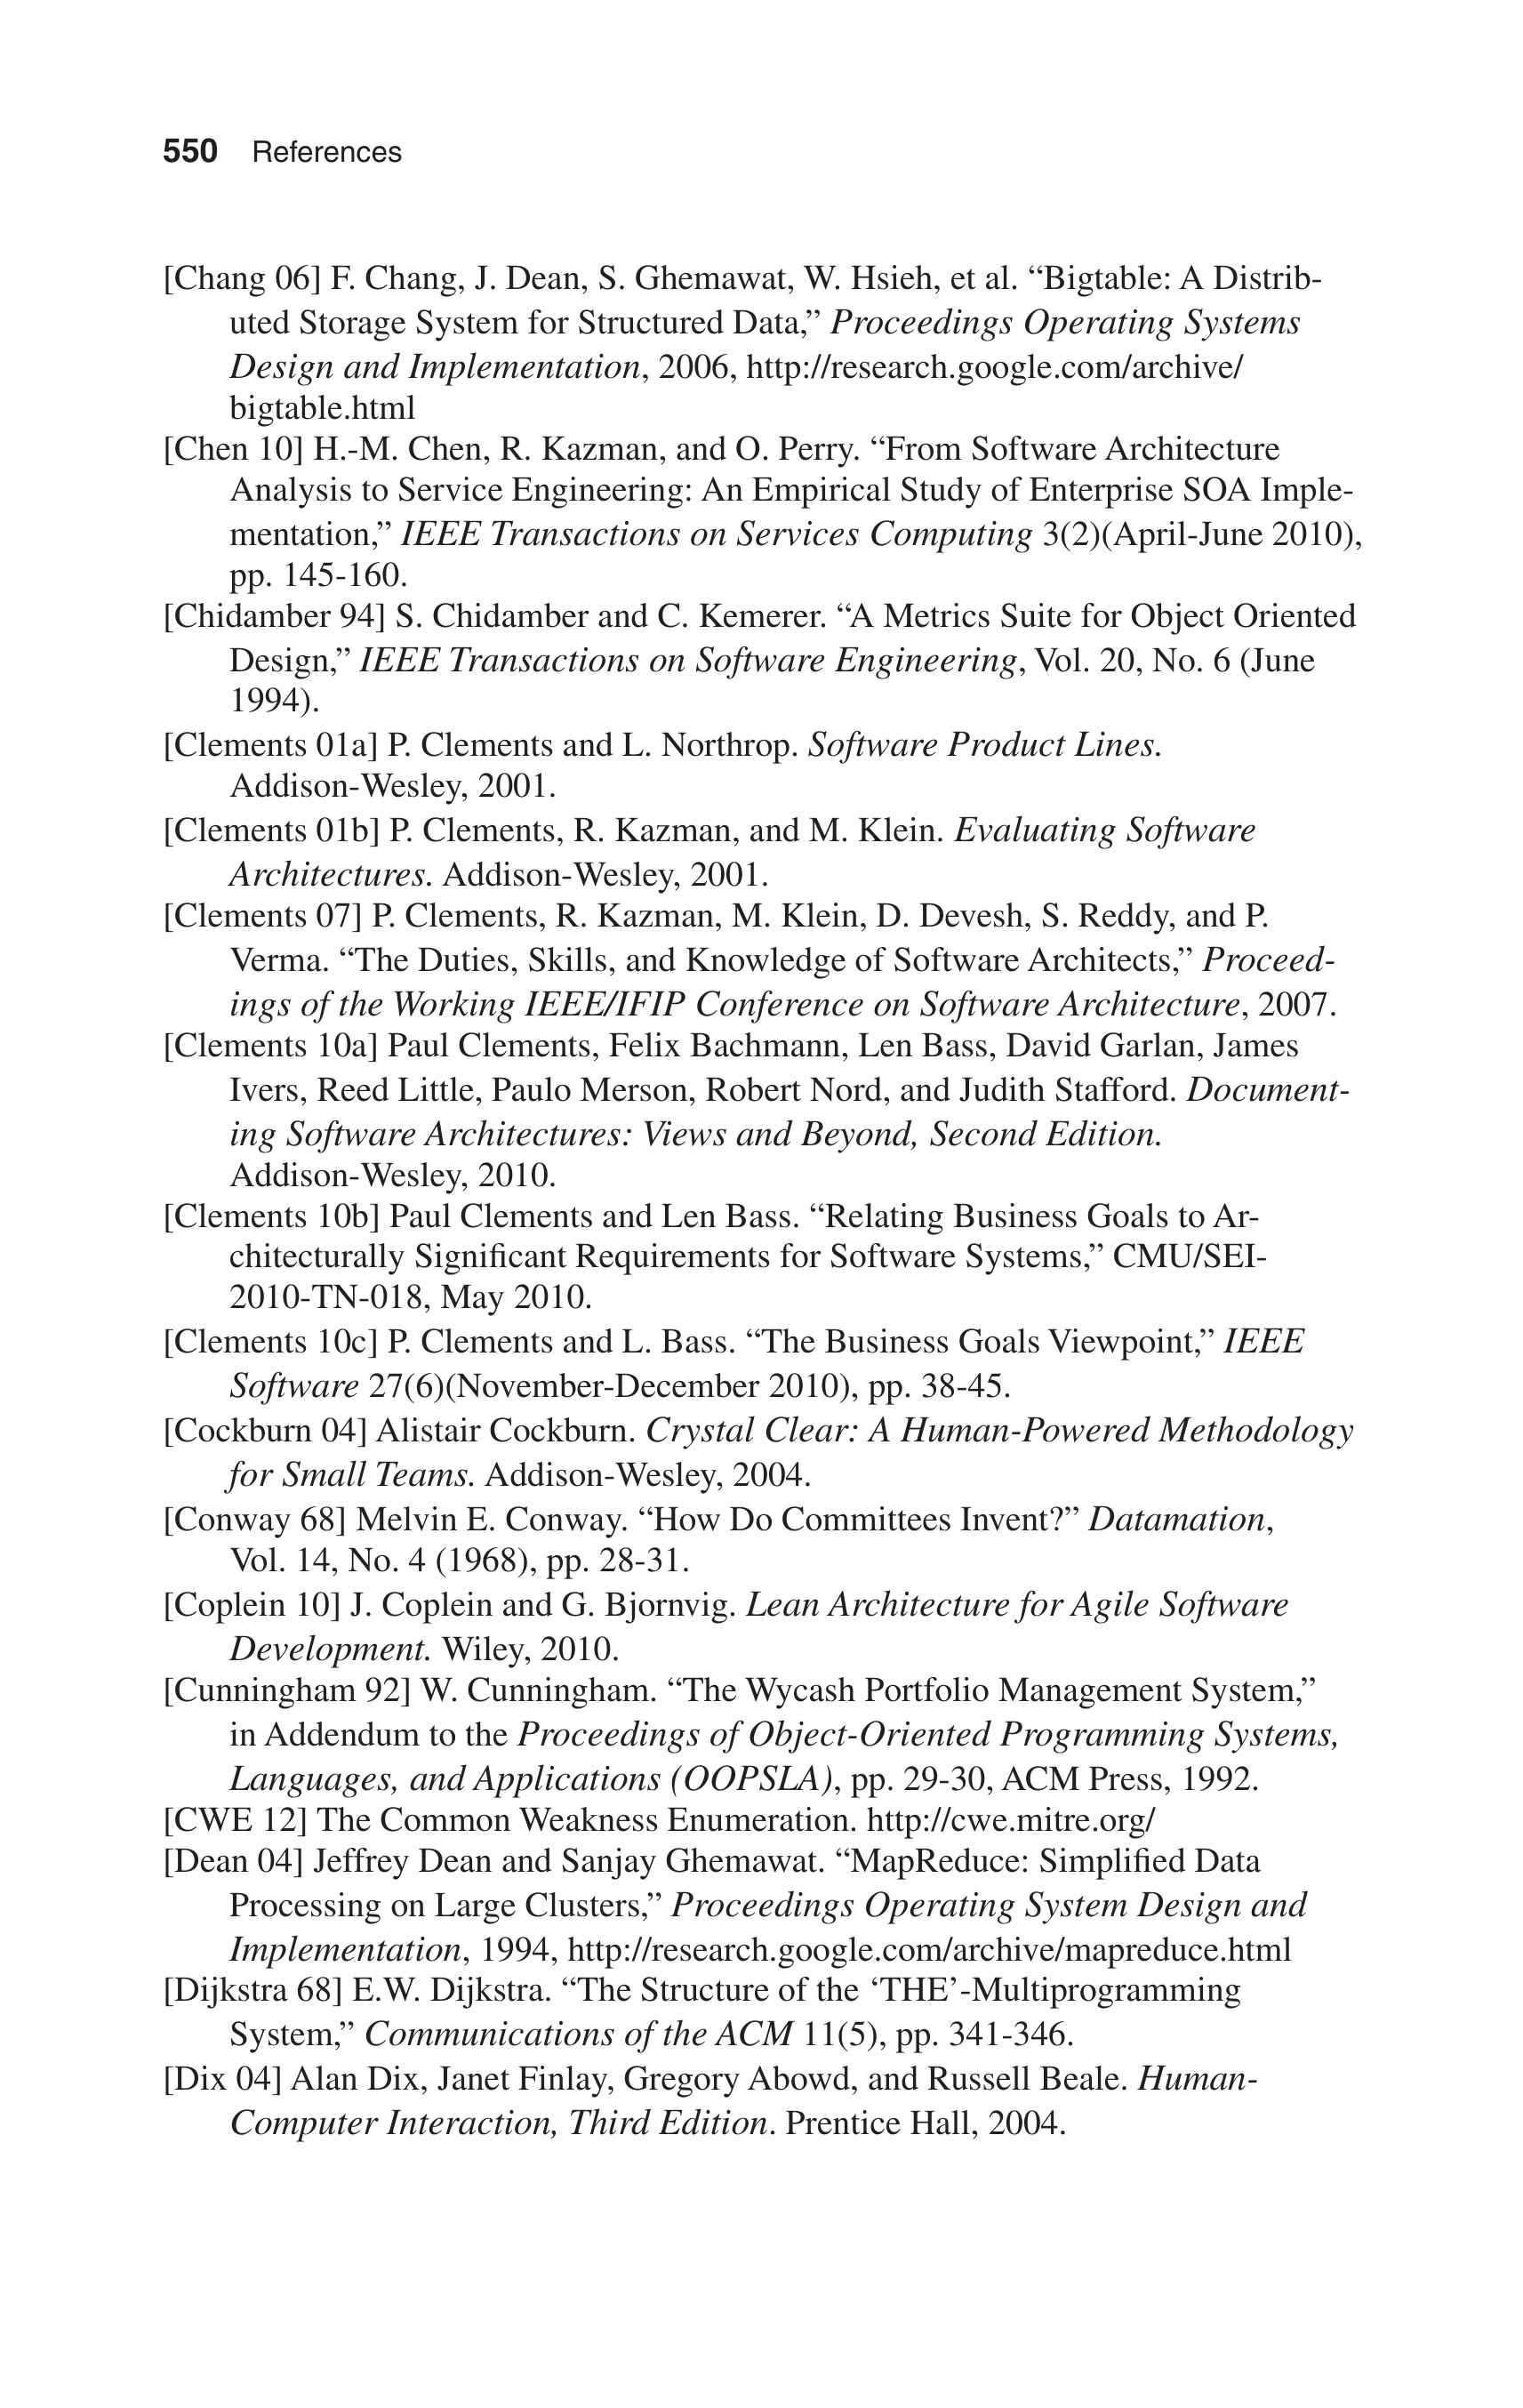 550 References
[Chang 06] F. Chang, J. Dean, S. Ghemawat, W. Hsieh, et al. “Bigtable: A Distrib-
uted Storage System for Structured Data,” Proceedings Operating Systems
Design and Implementation, 2006, http://research.google.com/archive/
bigtable.html
[Chen 10] H.-M. Chen, R. Kazman, and O. Perry. “From Software Architecture
Analysis to Service Engineering: An Empirical Study of Enterprise SOA Imple-
mentation,” IEEE Transactions on Services Computing 3(2)(April-June 2010),
pp. 145-160.
[Chidamber 94] S. Chidamber and C. Kemerer. “A Metrics Suite for Object Oriented
Design,” IEEE Transactions on Software Engineering, Vol. 20, No. 6 (June
1994).
[Clements 01a] P. Clements and L. Northrop. Software Product Lines.
Addison-Wesley, 2001.
[Clements 01b] P. Clements, R. Kazman, and M. Klein. Evaluating Software
Architectures. Addison-Wesley, 2001.
[Clements 07] P. Clements, R. Kazman, M. Klein, D. Devesh, S. Reddy, and P.
Verma. “The Duties, Skills, and Knowledge of Software Architects,” Proceed-
ings of the Working IEEE/IFIP Conference on Software Architecture, 2007.
[Clements 10a] Paul Clements, Felix Bachmann, Len Bass, David Garlan, James
Ivers, Reed Little, Paulo Merson, Robert Nord, and Judith Stafford. Document-
ing Software Architectures: Views and Beyond, Second Edition.
Addison-Wesley, 2010.
[Clements 10b] Paul Clements and Len Bass. “Relating Business Goals to Ar-
chitecturally Significant Requirements for Software Systems,” CMU/SEI-
2010-TN-018, May 2010.
[Clements 10c] P. Clements and L. Bass. “The Business Goals Viewpoint,” IEEE
Software 27(6)(November-December 2010), pp. 38-45.
[Cockburn 04] Alistair Cockburn. Crystal Clear: A Human-Powered Methodology
for Small Teams. Addison-Wesley, 2004.
[Conway 68] Melvin E. Conway. “How Do Committees Invent?” Datamation,
Vol. 14, No. 4 (1968), pp. 28-31.
[Coplein 10] J. Coplein and G. Bjornvig. Lean Architecture for Agile Software
Development. Wiley, 2010.
[Cunningham 92] W. Cunningham. “The Wycash Portfolio Management System,”
in Addendum to the Proceedings of Object-Oriented Programming Systems,
Languages, and Applications (OOPSLA), pp. 29-30, ACM Press, 1992.
[CWE 12] The Common Weakness Enumeration. http://cwe.mitre.org/
[Dean 04] Jeffrey Dean and Sanjay Ghemawat. “MapReduce: Simplified Data
Processing on Large Clusters,” Proceedings Operating System Design and
Implementation, 1994, http://research.google.com/archive/mapreduce.html
[Dijkstra 68] E.W. Dijkstra. “The Structure of the ‘THE’-Multiprogramming
System,” Communications of the ACM 11(5), pp. 341-346.
[Dix 04] Alan Dix, Janet Finlay, Gregory Abowd, and Russell Beale. Human-
Computer Interaction, Third Edition. Prentice Hall, 2004.